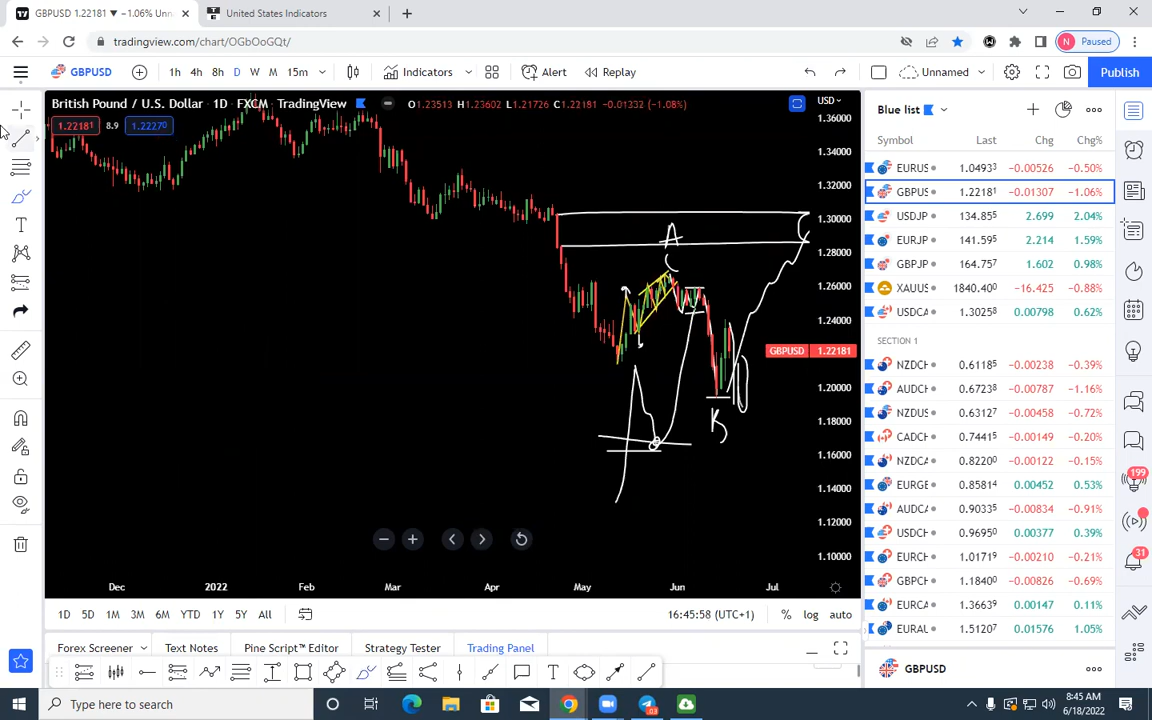 GBPUSD 1.22181 ▼ −1.06% Unn
United States Indicators
tradingview.com/chart/OGbOoGQt/
N Paused
GBPUSD 1h 4h 8h D W M 15m Indicators Alert Replay Unnamed Publish
British Pound / U.S. Dollar 1D FXCM TradingView O1.23513 H1.23602 L1.21726 C1.22181 −0.01332 (−1.08%) USD
1.22181 8.9 1.22270
1.36000
1.34000
1.32000
1.30000
1.28000
1.26000
1.24000
GBPUSD 1.22181
1.20000
1.18000
1.16000
1.14000
1.12000
1.10000
A
Dec 2022 Feb Mar Apr May Jun Jul
1D 5D 1M 3M 6M YTD 1Y 5Y All 16:45:58 (UTC+1) % log auto
Forex Screener Text Notes Pine Script™ Editor Strategy Tester Trading Panel
Blue list
Symbol Last Chg Chg%
EURUS 1.04933 −0.00526 −0.50%
GBPUS 1.22181 −0.01307 −1.06%
USDJP 134.855 2.699 2.04%
EURJP 141.595 2.214 1.59%
GBPJP 164.757 1.602 0.98%
XAUUS 1840.40 −16.425 −0.88%
USDCA 1.30258 0.00798 0.62%
SECTION 1
NZDCH 0.61185 −0.00239 −0.39%
AUDCH 0.67238 −0.00787 −1.16%
NZDUS 0.63127 −0.00458 −0.72%
CADCH 0.74415 −0.00149 −0.20%
NZDCA 0.82200 −0.00122 −0.15%
EURGB 0.85814 0.00452 0.53%
AUDCA 0.90335 −0.00834 −0.91%
USDCH 0.96950 0.00377 0.39%
EURCH 1.01719 −0.00210 −0.21%
GBPCH 1.18400 −0.00826 −0.69%
EURCA 1.36639 0.00147 0.11%
EURAU 1.51207 0.01576 1.05%
GBPUSD
199
31
Type here to search
03
8:45 AM
6/18/2022